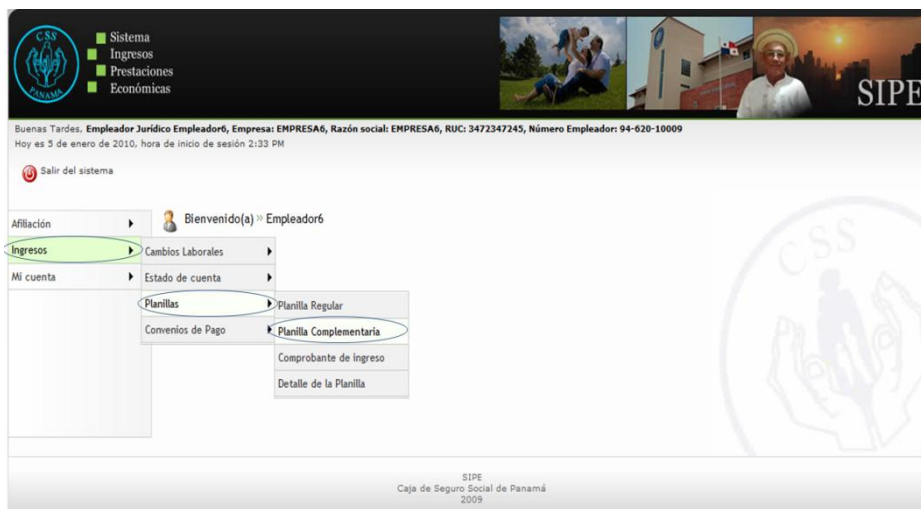 CSS
PANAMÁ
Sistema
Ingresos
Prestaciones
Económicas
SIPE
Buenas Tardes, Empleador Jurídico Empleador6, Empresa: EMPRESA6, Razón social: EMPRESA6, RUC: 3472347245, Número Empleador: 94-620-10009
Hoy es 5 de enero de 2010, hora de inicio de sesión 2:33 PM
Salir del sistema
Bienvenido(a) » Empleador6
Afiliación
Ingresos
Mi cuenta
Cambios Laborales
Estado de cuenta
Planillas
Convenios de Pago
Planilla Regular
Planilla Complementaria
Comprobante de ingreso
Detalle de la Planilla
CSS
SIPE
Caja de Seguro Social de Panamá
2009